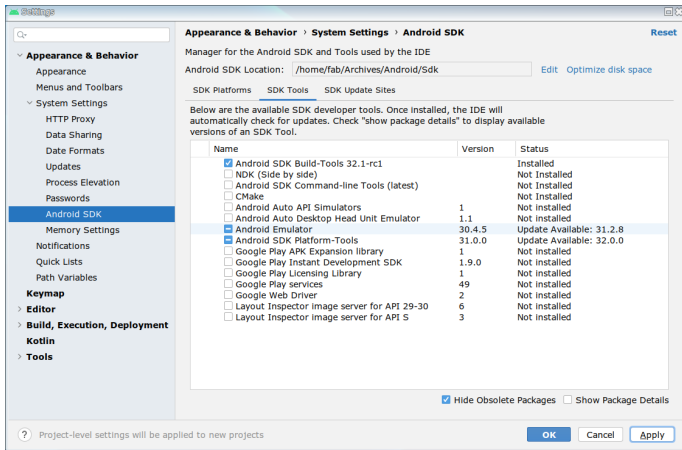 Settings
Appearance & Behavior › System Settings › Android SDK
Reset
Manager for the Android SDK and Tools used by the IDE
Android SDK Location: /home/fab/Archives/Android/Sdk Edit Optimize disk space
SDK Platforms SDK Tools SDK Update Sites
Below are the available SDK developer tools. Once installed, the IDE will
automatically check for updates. Check "show package details" to display available
versions of an SDK Tool.
Name Version Status
Android SDK Build-Tools 32.1-rc1 Installed
NDK (Side by side) Not Installed
Android SDK Command-line Tools (latest) Not Installed
CMake Not Installed
Android Auto API Simulators 1 Not installed
Android Auto Desktop Head Unit Emulator 1.1 Not installed
Android Emulator 30.4.5 Update Available: 31.2.8
Android SDK Platform-Tools 31.0.0 Update Available: 32.0.0
Google Play APK Expansion library 1 Not installed
Google Play Instant Development SDK 1.9.0 Not installed
Google Play Licensing Library 1 Not installed
Google Play services 49 Not installed
Google Web Driver 2 Not installed
Layout Inspector image server for API 29-30 6 Not installed
Layout Inspector image server for API S 3 Not installed
Hide Obsolete Packages Show Package Details
Appearance & Behavior
Appearance
Menus and Toolbars
System Settings
HTTP Proxy
Data Sharing
Date Formats
Updates
Process Elevation
Passwords
Android SDK
Memory Settings
Notifications
Quick Lists
Path Variables
Keymap
Editor
Build, Execution, Deployment
Kotlin
Tools
? Project-level settings will be applied to new projects
OK Cancel Apply